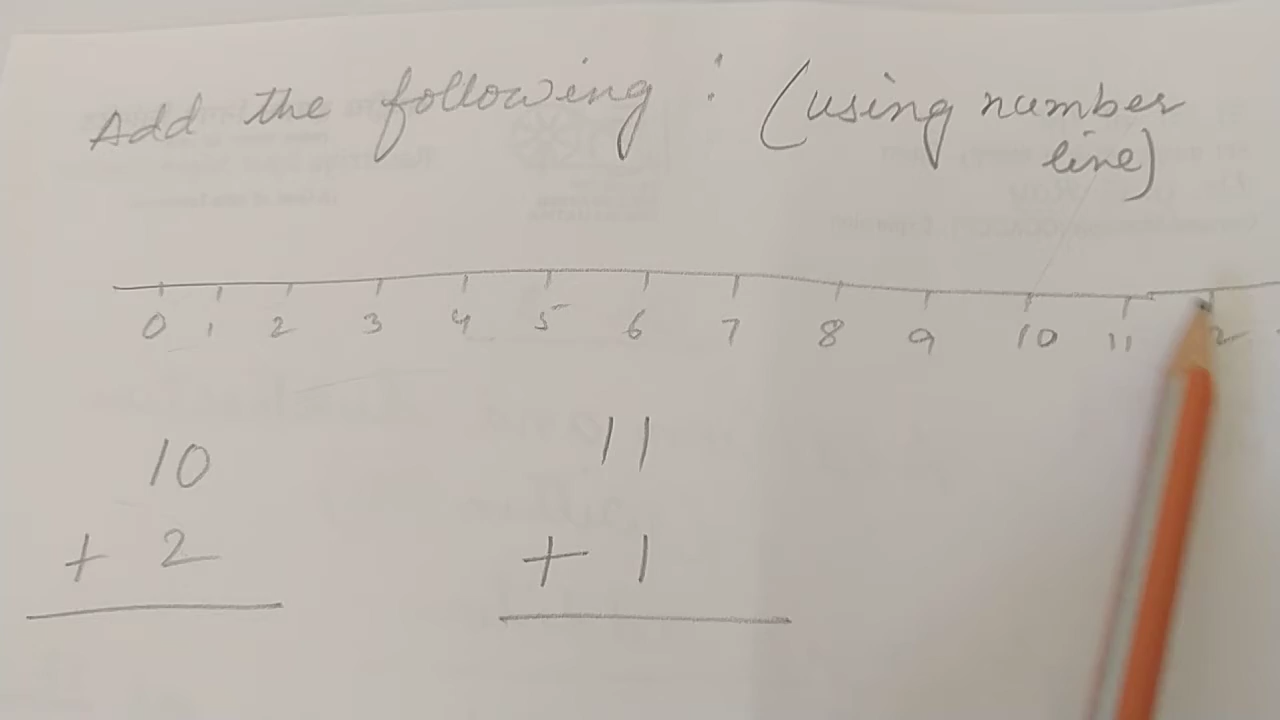 Add the following : (using number
line)
0 1 2 3 4 5 6 7 8 9 10 11 12
10 11
+ 2 + 1